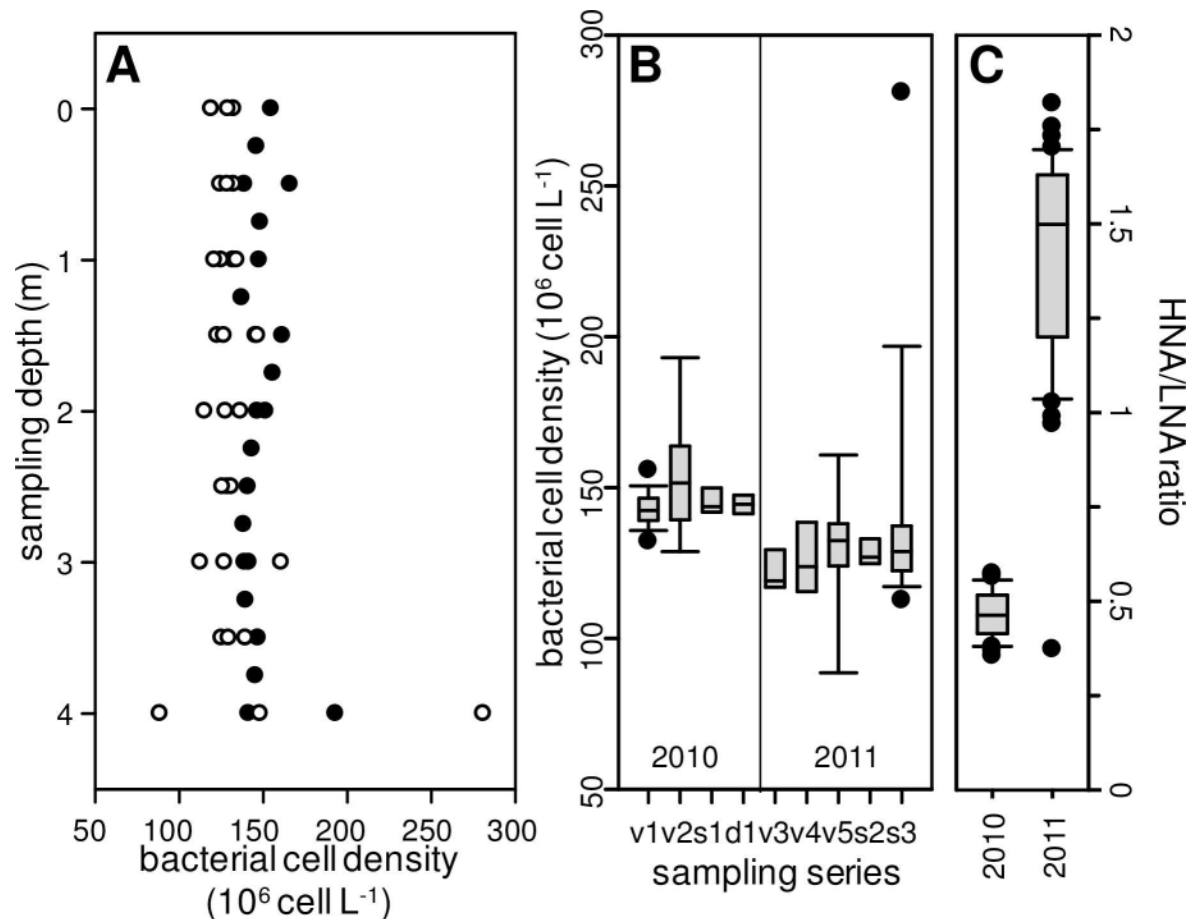 A
0
1
2
3
4
sampling depth (m)
50 100 150 200 250 300
bacterial cell density
(10⁶ cell L⁻¹)
B
300
250
200
150
100
50
bacterial cell density (10⁶ cell L⁻¹)
2010 2011
v1v2s1d1v3v4v5s2s3
sampling series
C
2
1.5
1
0.5
0
HNA/LNA ratio
2010
2011